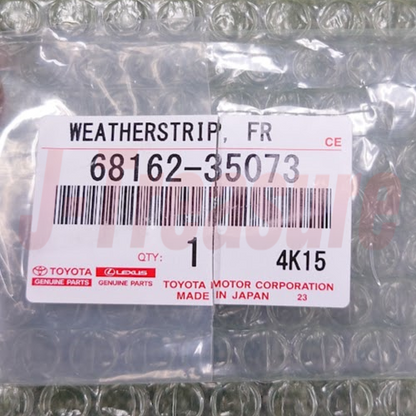 WEATHERSTRIP, FR
CE
68162-35073
QTY: 1 4K15
TOYOTA LEXUS TOYOTA MOTOR CORPORATION
GENUINE PARTS GENUINE PARTS MADE IN JAPAN 23
J-Treasure